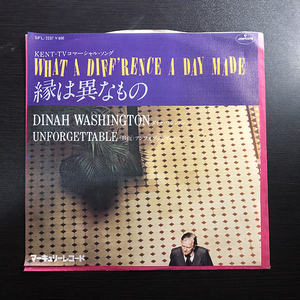 KENT-TVコマーシャル・ソング
WHAT A DIFF'RENCE A DAY MADE
縁は異なもの
DINAH WASHINGTON
UNFORGETTABLE
マーキュリーレコード